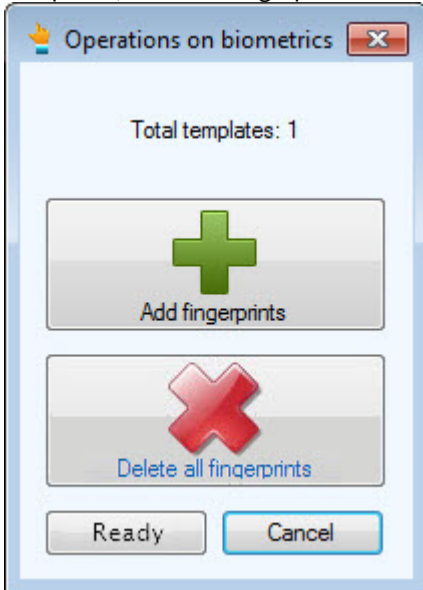 Operations on biometrics
Total templates: 1
Add fingerprints
Delete all fingerprints
Ready
Cancel